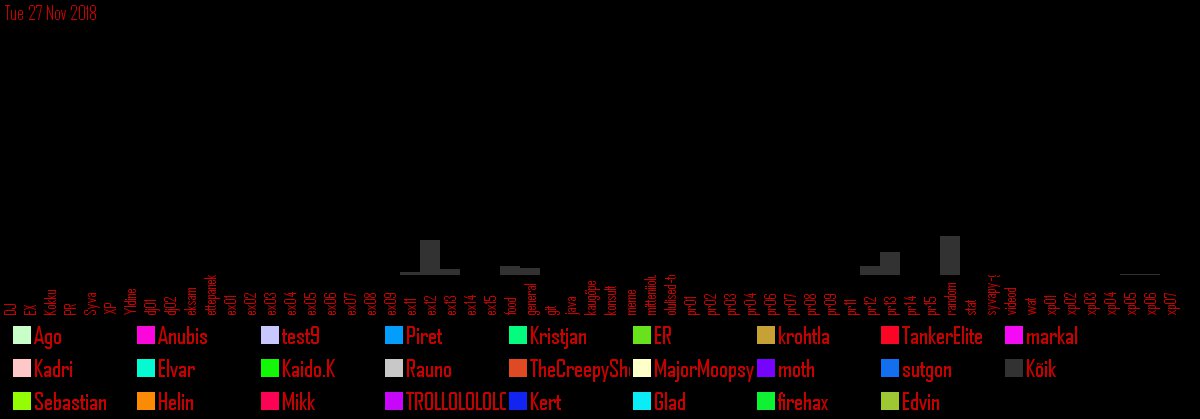 Tue 27 Nov 2018
DJ EX Kokku PR Syva XP Yldine dj01 dj02 eksam ettepanek ex01 ex02 ex03 ex04 ex05 ex06 ex07 ex08 ex09 ex11 ex12 ex13 ex14 ex15 food general git java kaugõpe konsult meme olulised-h pr01 pr02 pr03 pr04 pr06 pr07 pr08 pr09 pr11 pr12 pr13 pr14 pr15 random stat videod wat xp01 xp02 xp03 xp04 xp05 xp06 xp07
Ago Anubis test9 Piret Kristjan ER krohtla TankerElite markal
Kadri Elvar Kaido.K Rauno TheCreepySh MajorMoopsy moth sutgon Kõik
Sebastian Helin Mikk TROLLOLOLOLO Kert Glad firehax Edvin